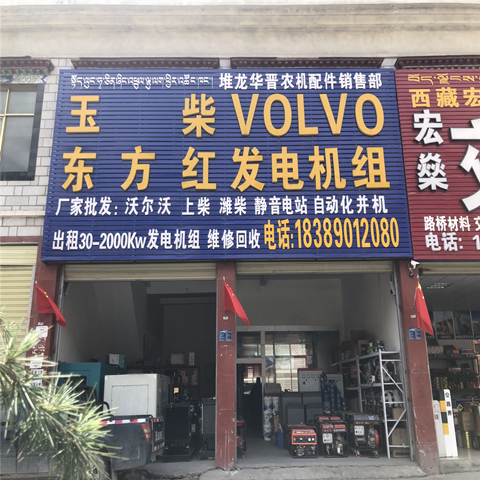 堆龙华晋农机配件销售部
玉 柴 VOLVO
东方红发电机组
厂家批发：沃尔沃 上柴 潍柴 静音电站 自动化并机
出租30-2000Kw发电机组 维修回收 电话:18389012080
西藏宏
宏燊
路桥材料
电话：1